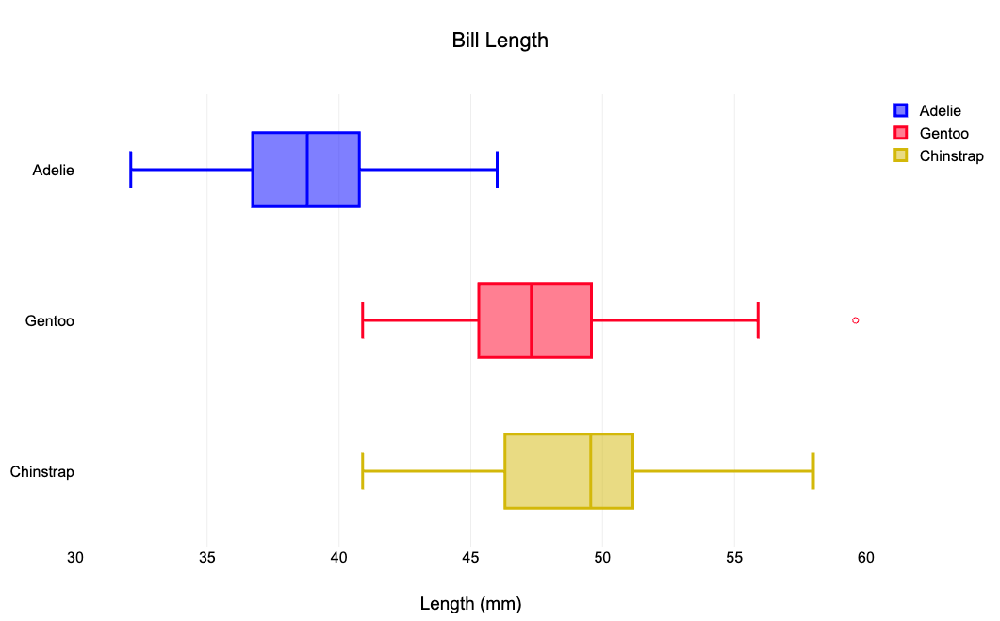 Bill Length
Adelie
Gentoo
Chinstrap
Adelie
Gentoo
Chinstrap
30 35 40 45 50 55 60
Length (mm)